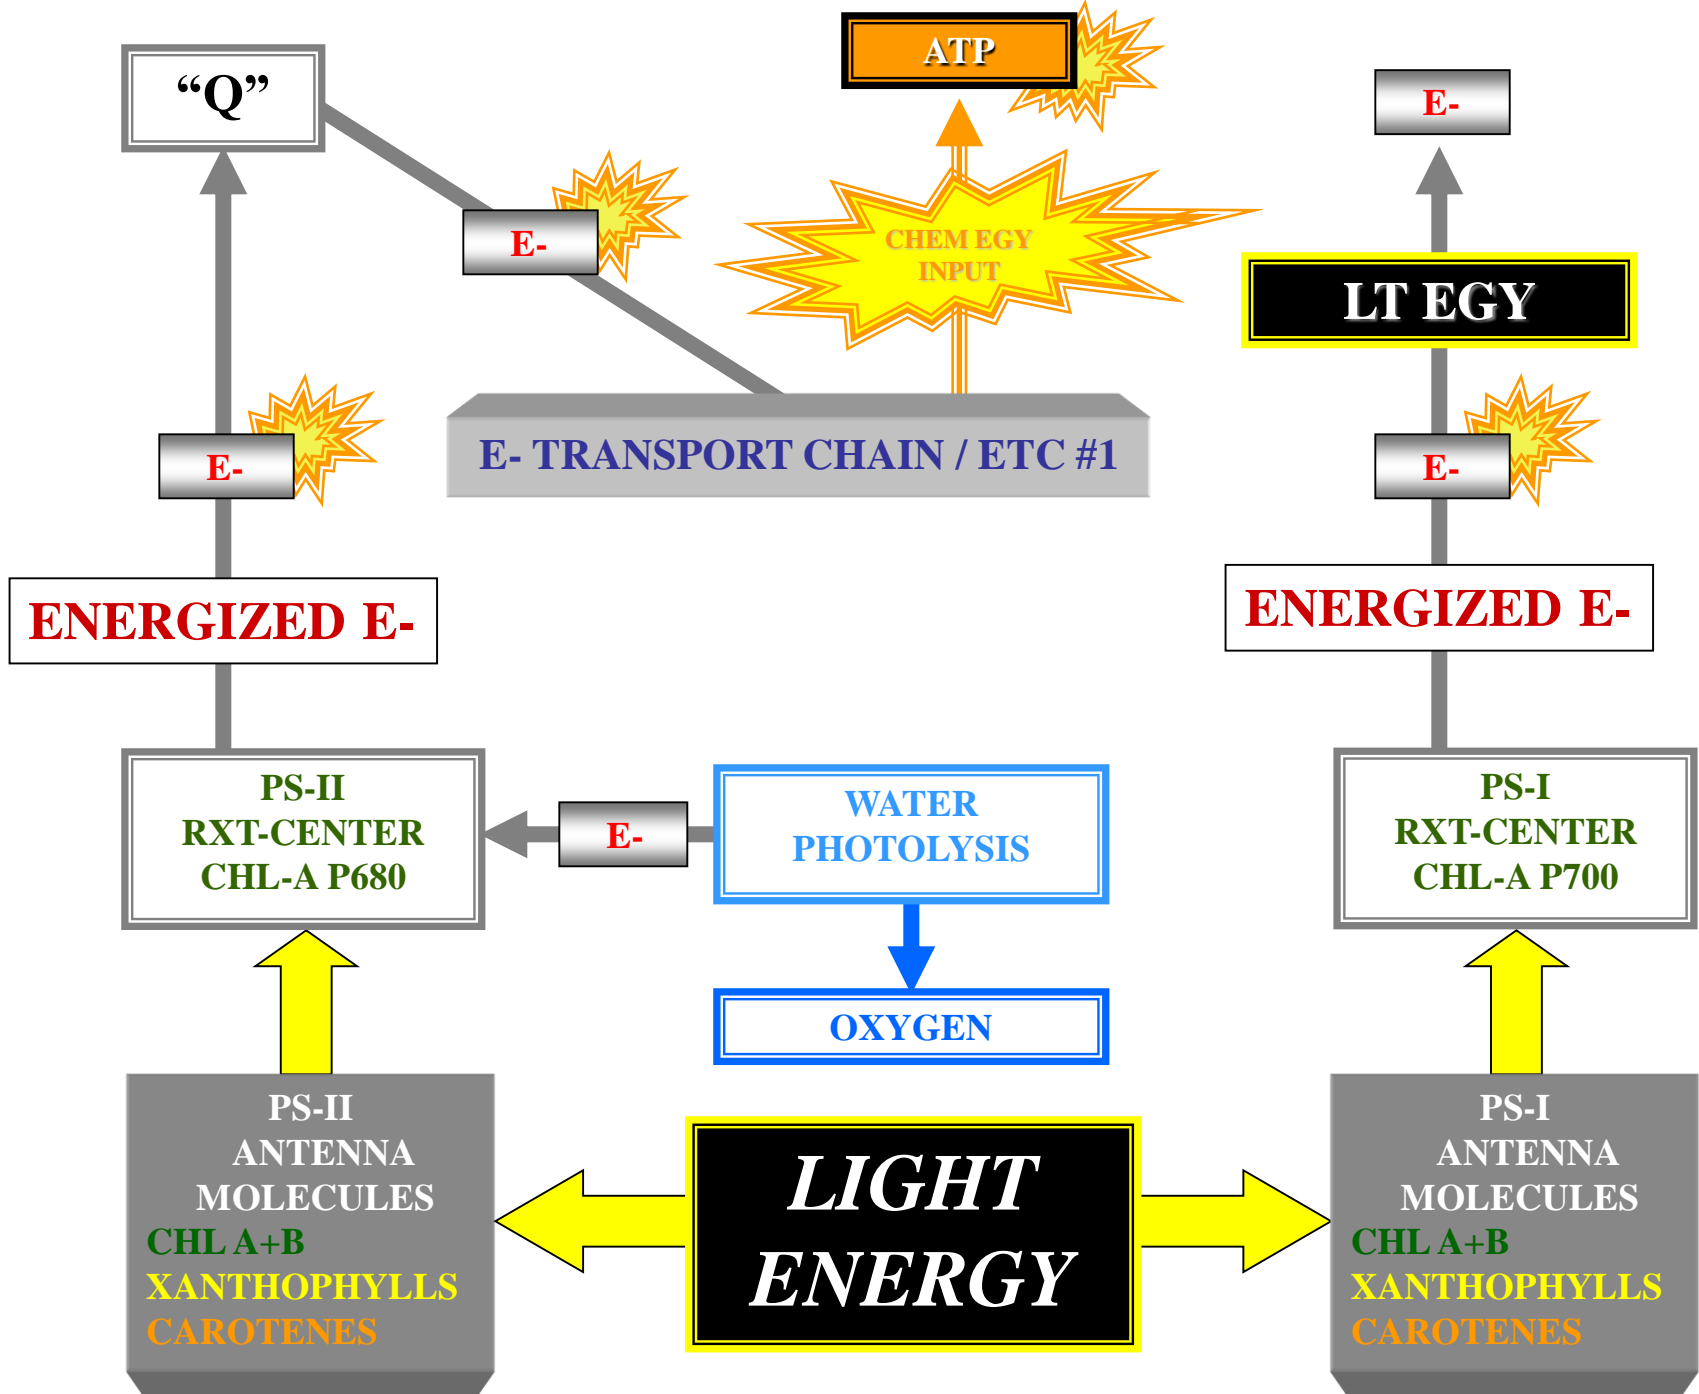 “Q”
ATP
E-
E-
CHEM EGY
INPUT
LT EGY
E- TRANSPORT CHAIN / ETC #1
E-
E-
ENERGIZED E-
ENERGIZED E-
PS-II
RXT-CENTER
CHL-A P680
E-
WATER
PHOTOLYSIS
PS-I
RXT-CENTER
CHL-A P700
OXYGEN
PS-II
ANTENNA
MOLECULES
CHL A+B
XANTHOPHYLLS
CAROTENES
LIGHT
ENERGY
PS-I
ANTENNA
MOLECULES
CHL A+B
XANTHOPHYLLS
CAROTENES